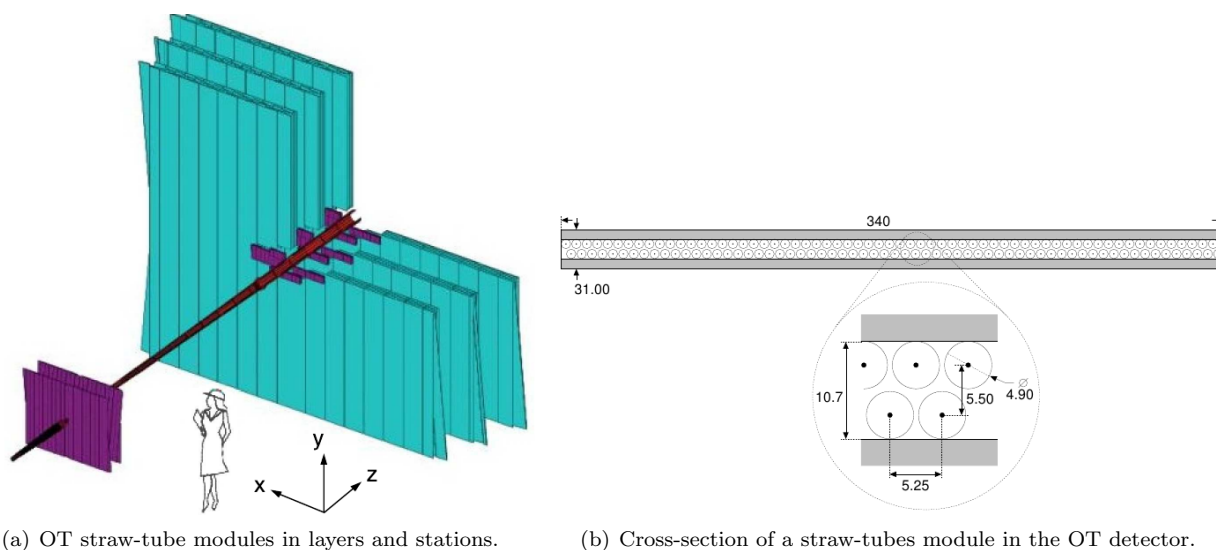 340
31.00
10.7
5.50
∅
4.90
5.25
y
x
z
(a) OT straw-tube modules in layers and stations.
(b) Cross-section of a straw-tubes module in the OT detector.